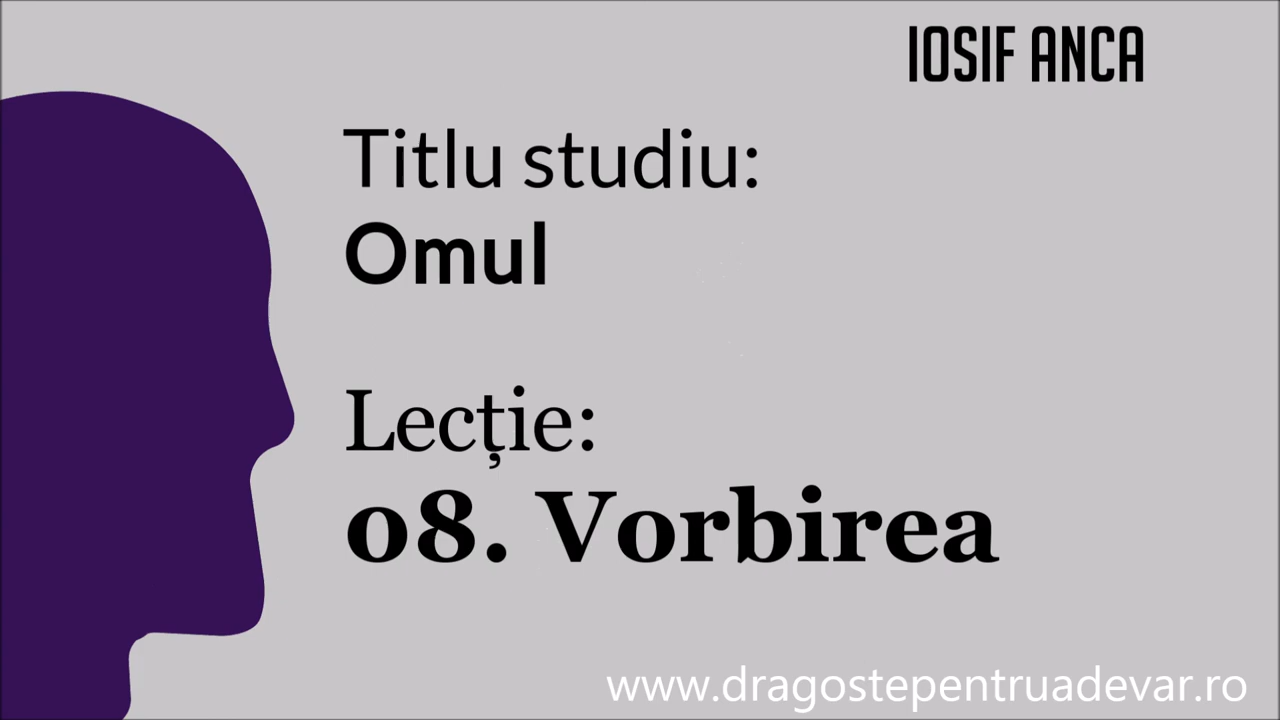 IOSIF ANCA
Titlu studiu:
Omul
Lecție:
08. Vorbirea
www.dragostepentruadevar.ro